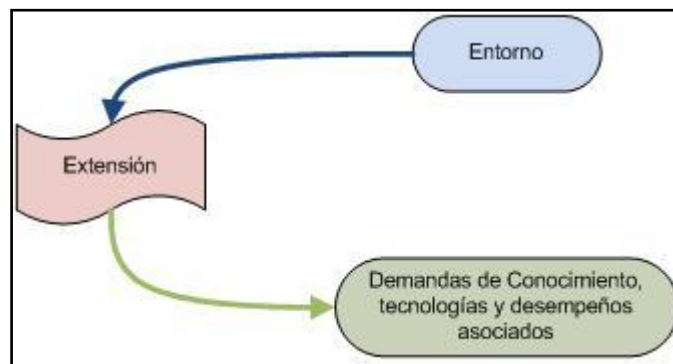 Entorno
Extensión
Demandas de Conocimiento,
tecnologías y desempeños
asociados